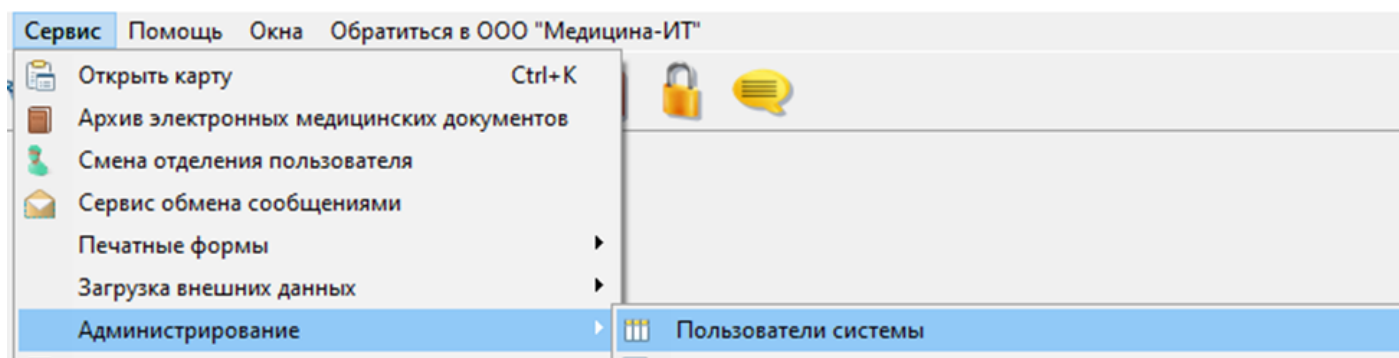 Сервис Помощь Окна Обратиться в ООО "Медицина-ИТ"
Открыть карту Ctrl+K
Архив электронных медицинских документов
Смена отделения пользователя
Сервис обмена сообщениями
Печатные формы
Загрузка внешних данных
Администрирование Пользователи системы